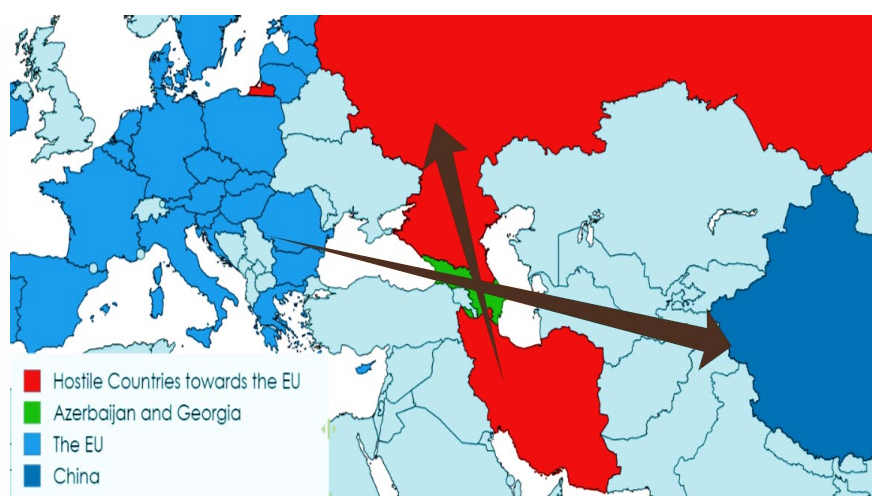 Hostile Countries towards the EU
Azerbaijan and Georgia
The EU
China